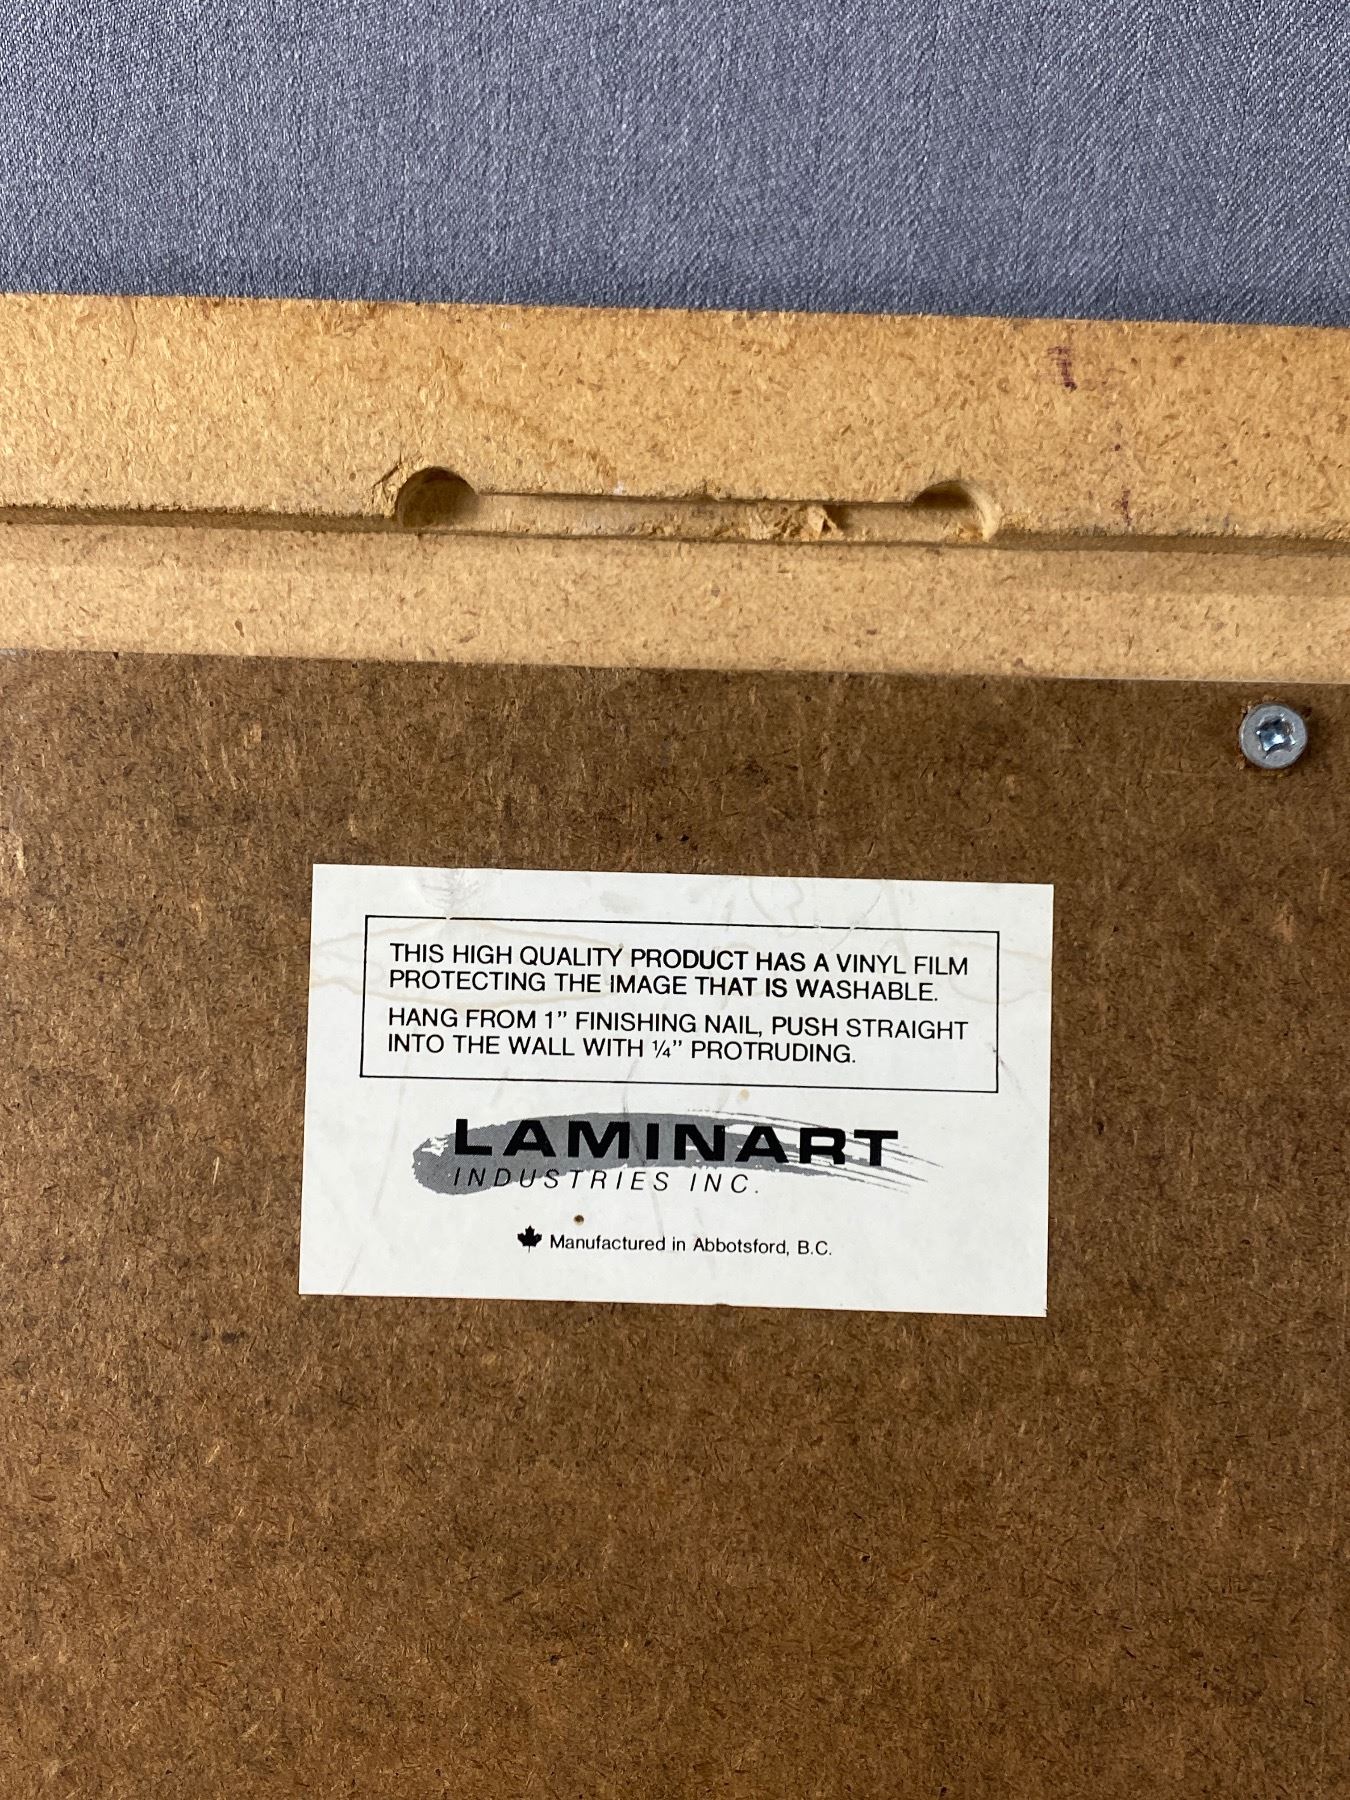 THIS HIGH QUALITY PRODUCT HAS A VINYL FILM
PROTECTING THE IMAGE THAT IS WASHABLE.
HANG FROM 1” FINISHING NAIL, PUSH STRAIGHT
INTO THE WALL WITH ¼” PROTRUDING.
LAMINART
INDUSTRIES INC.
Manufactured in Abbotsford, B.C.